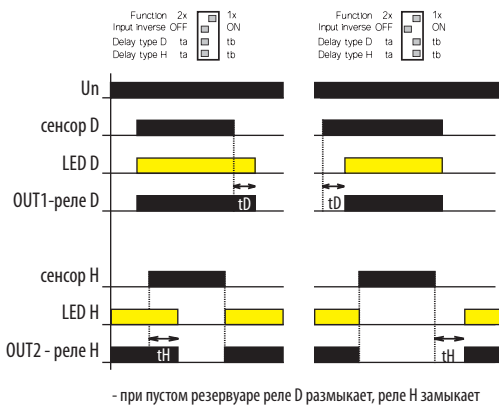 Function 2x 1x Function 2x 1x
Input Inverse OFF ON Input Inverse OFF ON
Delay type D ta tb Delay type D ta tb
Delay type H ta tb Delay type H ta tb
Un
сенсор D
LED D
OUT1-реле D tD tD
сенсор H
LED H
OUT2 - реле H tH tH
- при пустом резервуаре реле D размыкает, реле H замыкает